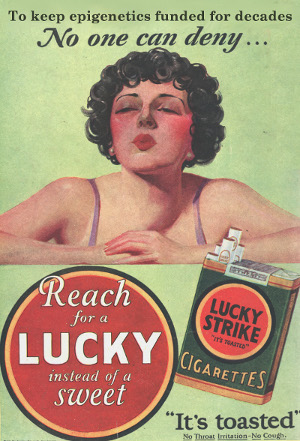 To keep epigenetics funded for decades
No one can deny...
Reach
for a
LUCKY
instead of a
sweet
LUCKY
STRIKE
"IT'S TOASTED"
CIGARETTES
"It's toasted"
No Throat Irritation-No Cough.